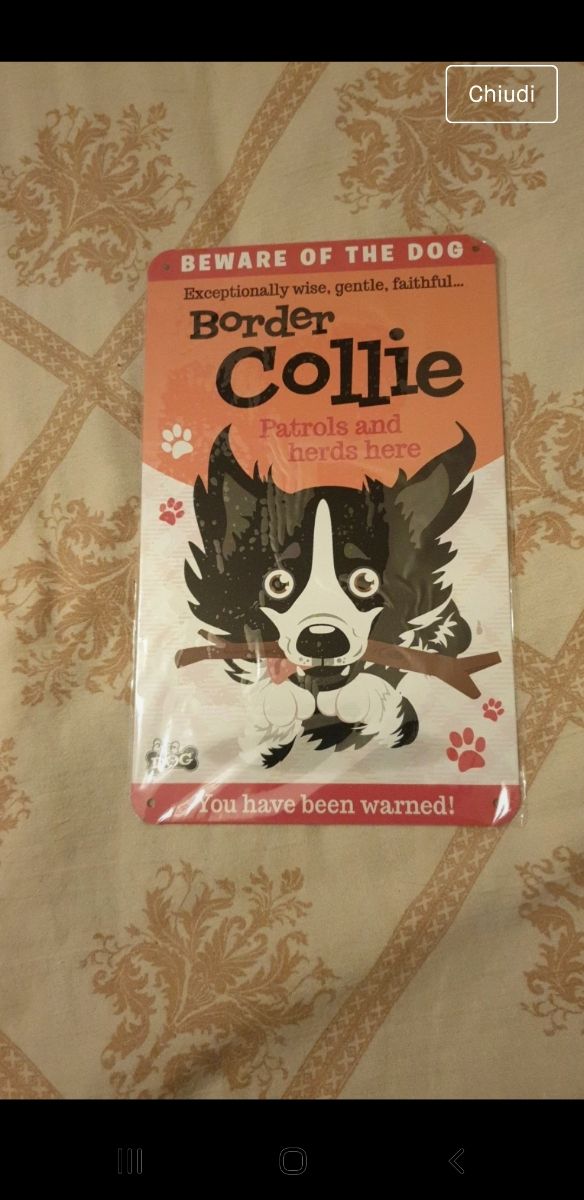 Chiudi
BEWARE OF THE DOG
Exceptionally wise, gentle, faithful...
Border
Collie
Patrols and
herds here
DOG
You have been warned!